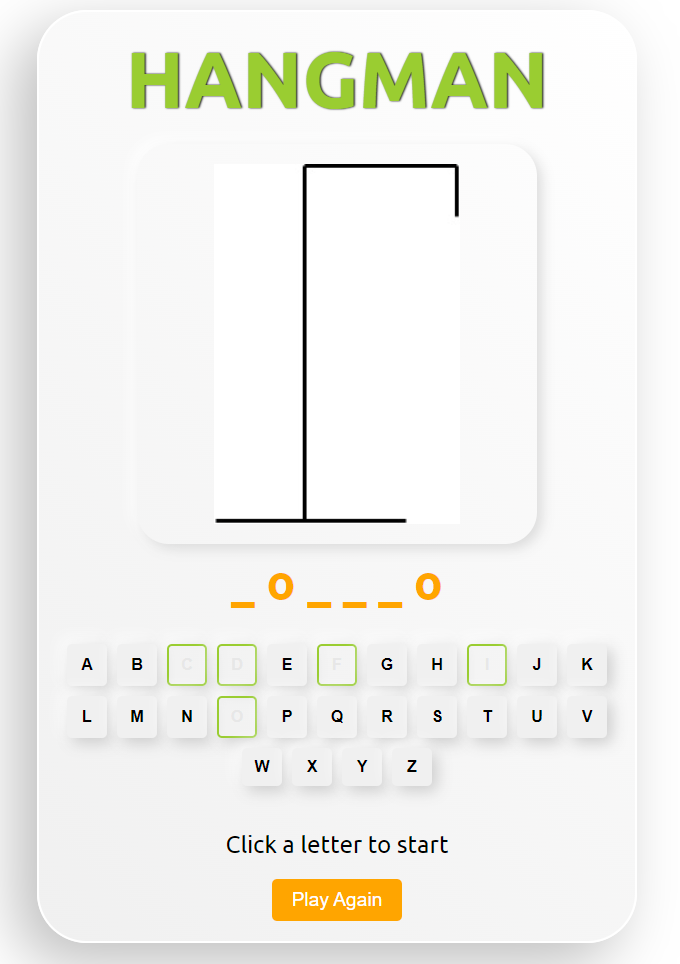 HANGMAN
_ o _ _ _ o
A B C D E F G H I J K
L M N O P Q R S T U V
W X Y Z
Click a letter to start
Play Again